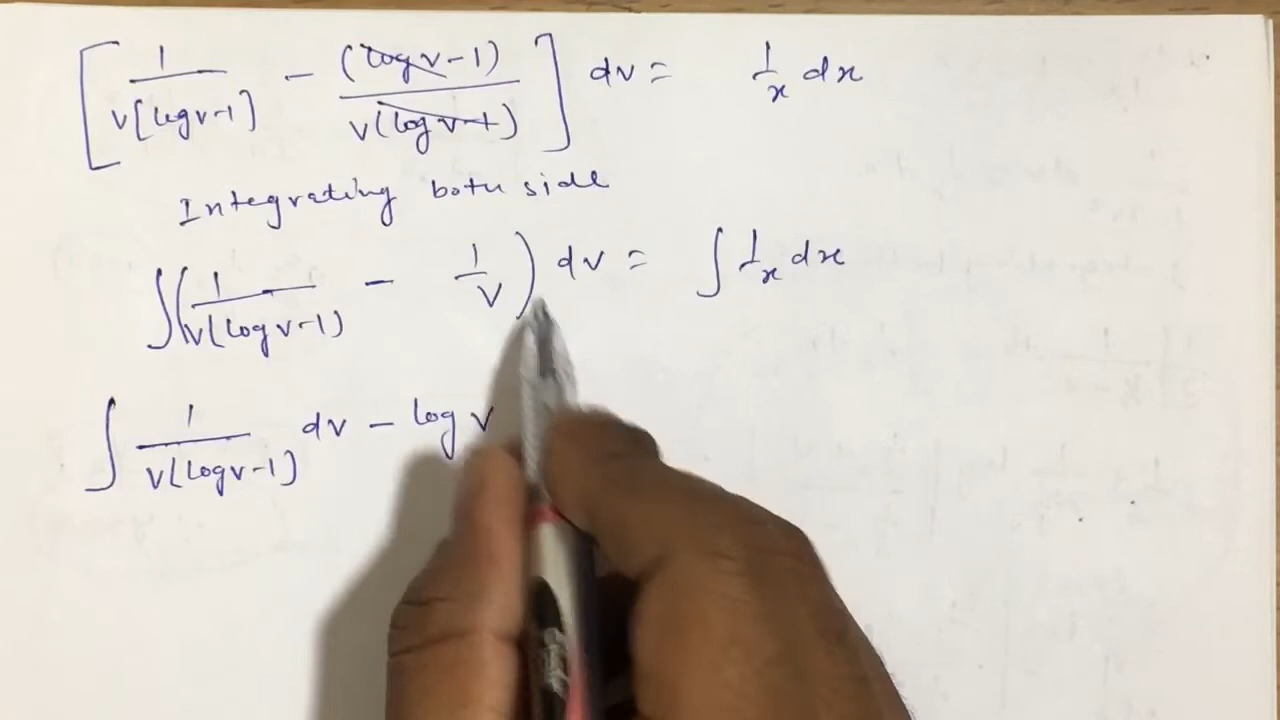 [ 1/(v[log v-1]) - (log v-1)/(v(log v-1)) ] dv = 1/x dx
Integrating both side
∫( 1/(v(log v-1)) - 1/v ) dv = ∫ 1/x dx
∫ 1/(v(log v-1)) dv - log v